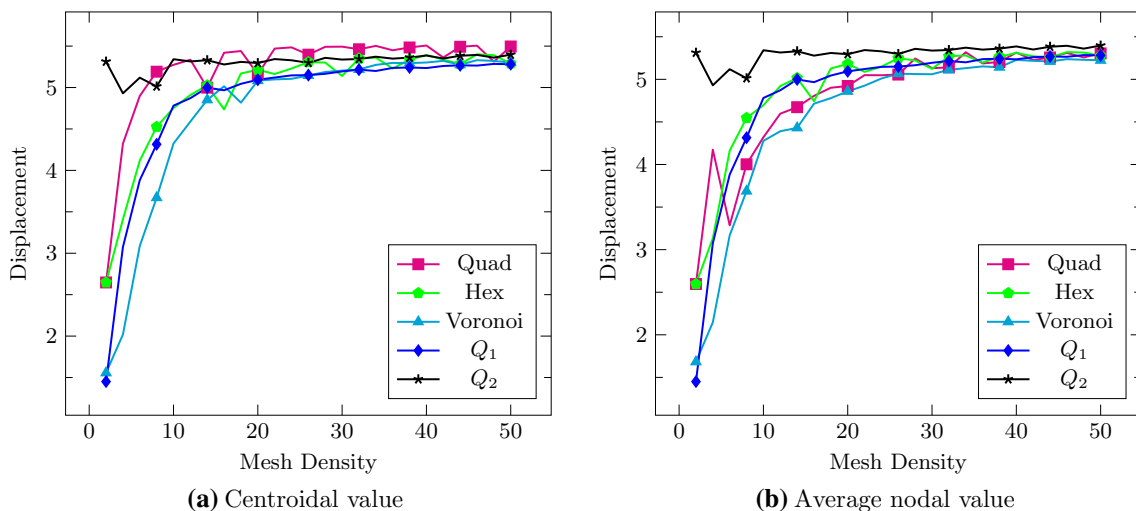 5
4
3
2
Displacement
Quad
Hex
Voronoi
Q1
Q2
0 10 20 30 40 50
Mesh Density
(a) Centroidal value
5
4
3
2
Displacement
Quad
Hex
Voronoi
Q1
Q2
0 10 20 30 40 50
Mesh Density
(b) Average nodal value